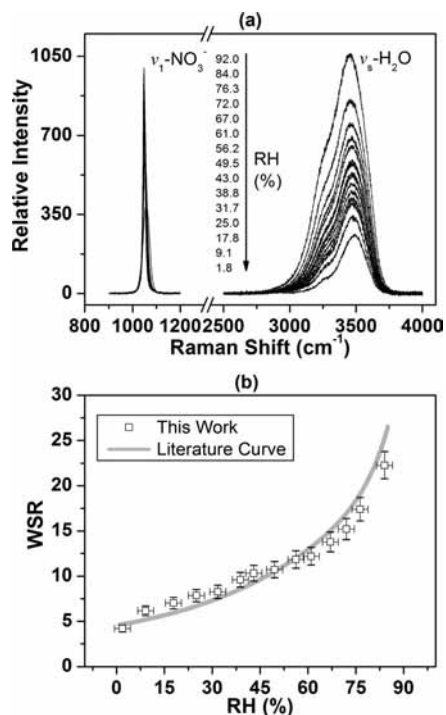 (a)
Relative Intensity
1050
700
350
0
ν₁-NO₃⁻
92.0
84.0
76.3
72.0
67.0
61.0
56.2
49.5
43.0
38.8
31.7
25.0
17.8
9.1
1.8
RH
(%)
νₛ-H₂O
1000 1200 2500 3000 3500 4000
Raman Shift (cm⁻¹)
(b)
WSR
30
25
20
15
10
5
0
This Work
Literature Curve
0 15 30 45 60 75 90
RH (%)